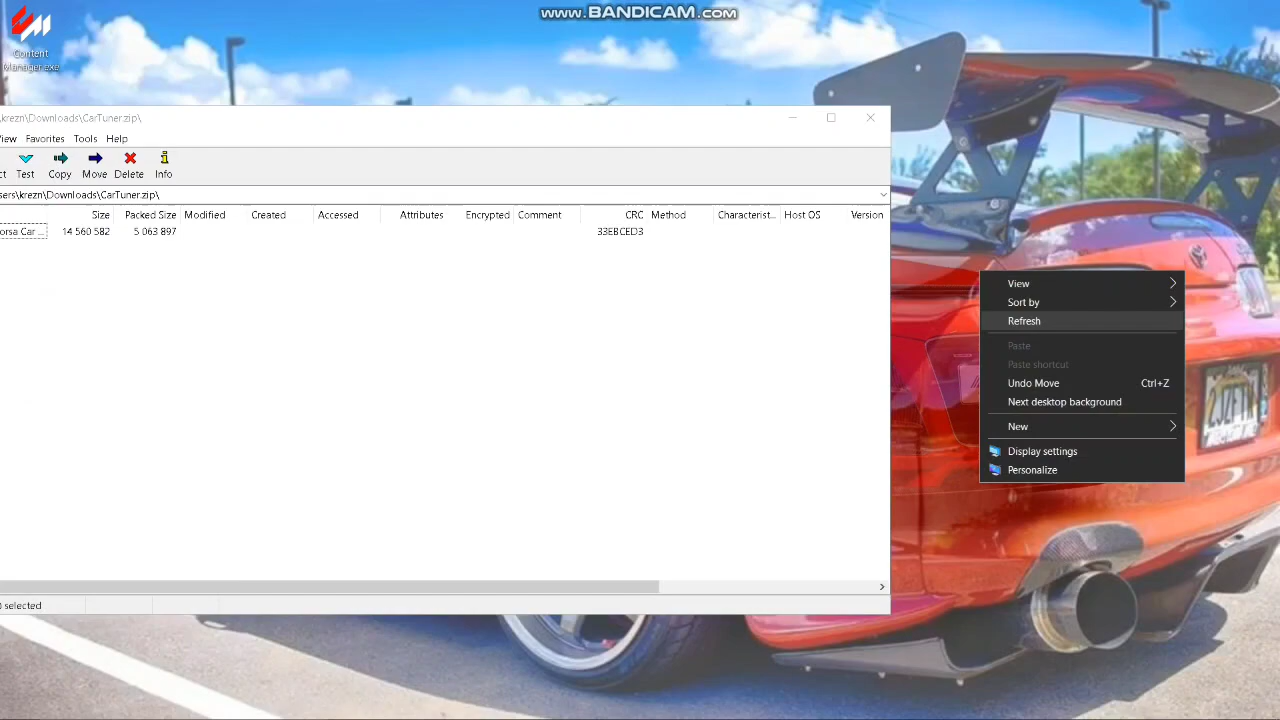 www.BANDICAM.com
Content
Manager.exe
krezn\Downloads\CarTuner.zip\
View Favorites Tools Help
Test Copy Move Delete Info
sers\krezn\Downloads\CarTuner.zip\
Size Packed Size Modified Created Accessed Attributes Encrypted Comment CRC Method Characterist... Host OS Version
orsa Car ... 14 560 582 5 063 897 33EBCED3
selected
View
Sort by
Refresh
Paste
Paste shortcut
Undo Move Ctrl+Z
Next desktop background
New
Display settings
Personalize